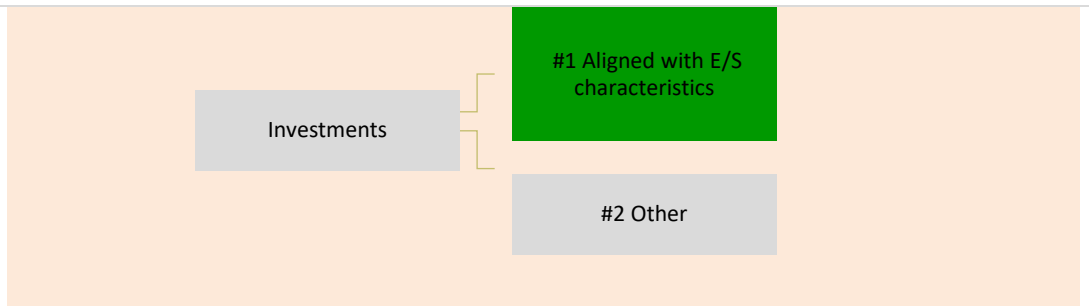 #1 Aligned with E/S
characteristics
Investments
#2 Other